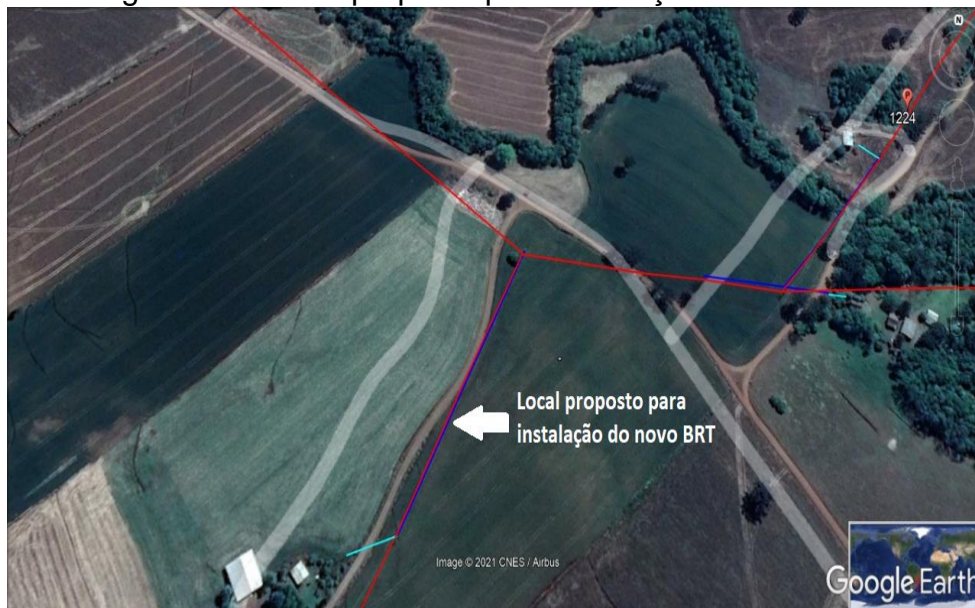 N
1224
Local proposto para
instalação do novo BRT
Image © 2021 CNES / Airbus
Google Earth